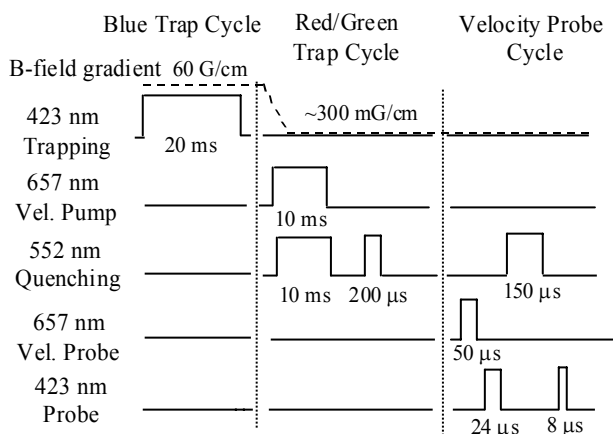 Blue Trap Cycle
Red/Green
Trap Cycle
Velocity Probe
Cycle
B-field gradient 60 G/cm
~300 mG/cm
423 nm
Trapping
20 ms
657 nm
Vel. Pump
10 ms
552 nm
Quenching
10 ms 200 μs
150 μs
657 nm
Vel. Probe
50 μs
423 nm
Probe
24 μs 8 μs